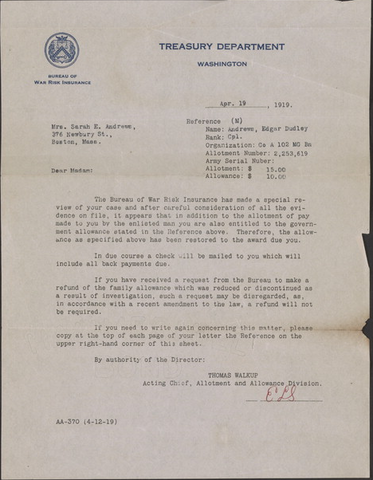 TREASURY DEPARTMENT
WASHINGTON
BUREAU OF
WAR RISK INSURANCE
Apr. 19, 1919.
Mrs. Sarah E. Andrews,
376 Newbury St.,
Boston, Mass.
Reference (N)
Name: Andrews, Edgar Dudley
Rank: Cpl.
Organization: Co A 102 MG Bn
Allotment Number: 2,253,619
Army Serial Number:
Allotment: $ 15.00
Allowance: $ 10.00
Dear Madam:
The Bureau of War Risk Insurance has made a special re-
view of your case and after careful consideration of all the evi-
dence on file, it appears that in addition to the allotment of pay
made to you by the enlisted man you are also entitled to the govern-
ment allowance stated in the Reference above. Therefore, the allow-
ance as specified above has been restored to the award due you.
In due course a check will be mailed to you which will
include all back payments due.
If you have received a request from the Bureau to make a
refund of the family allowance which was reduced or discontinued as
a result of investigation, such a request may be disregarded, as,
in accordance with a recent amendment to the law, a refund will not
be required.
If you need to write again concerning this matter, please
copy at the top of each page of your letter the Reference on the
upper right-hand corner of this sheet.
By authority of the Director:
THOMAS WALKUP
Acting Chief, Allotment and Allowance Division.
AA-370 (4-12-19)